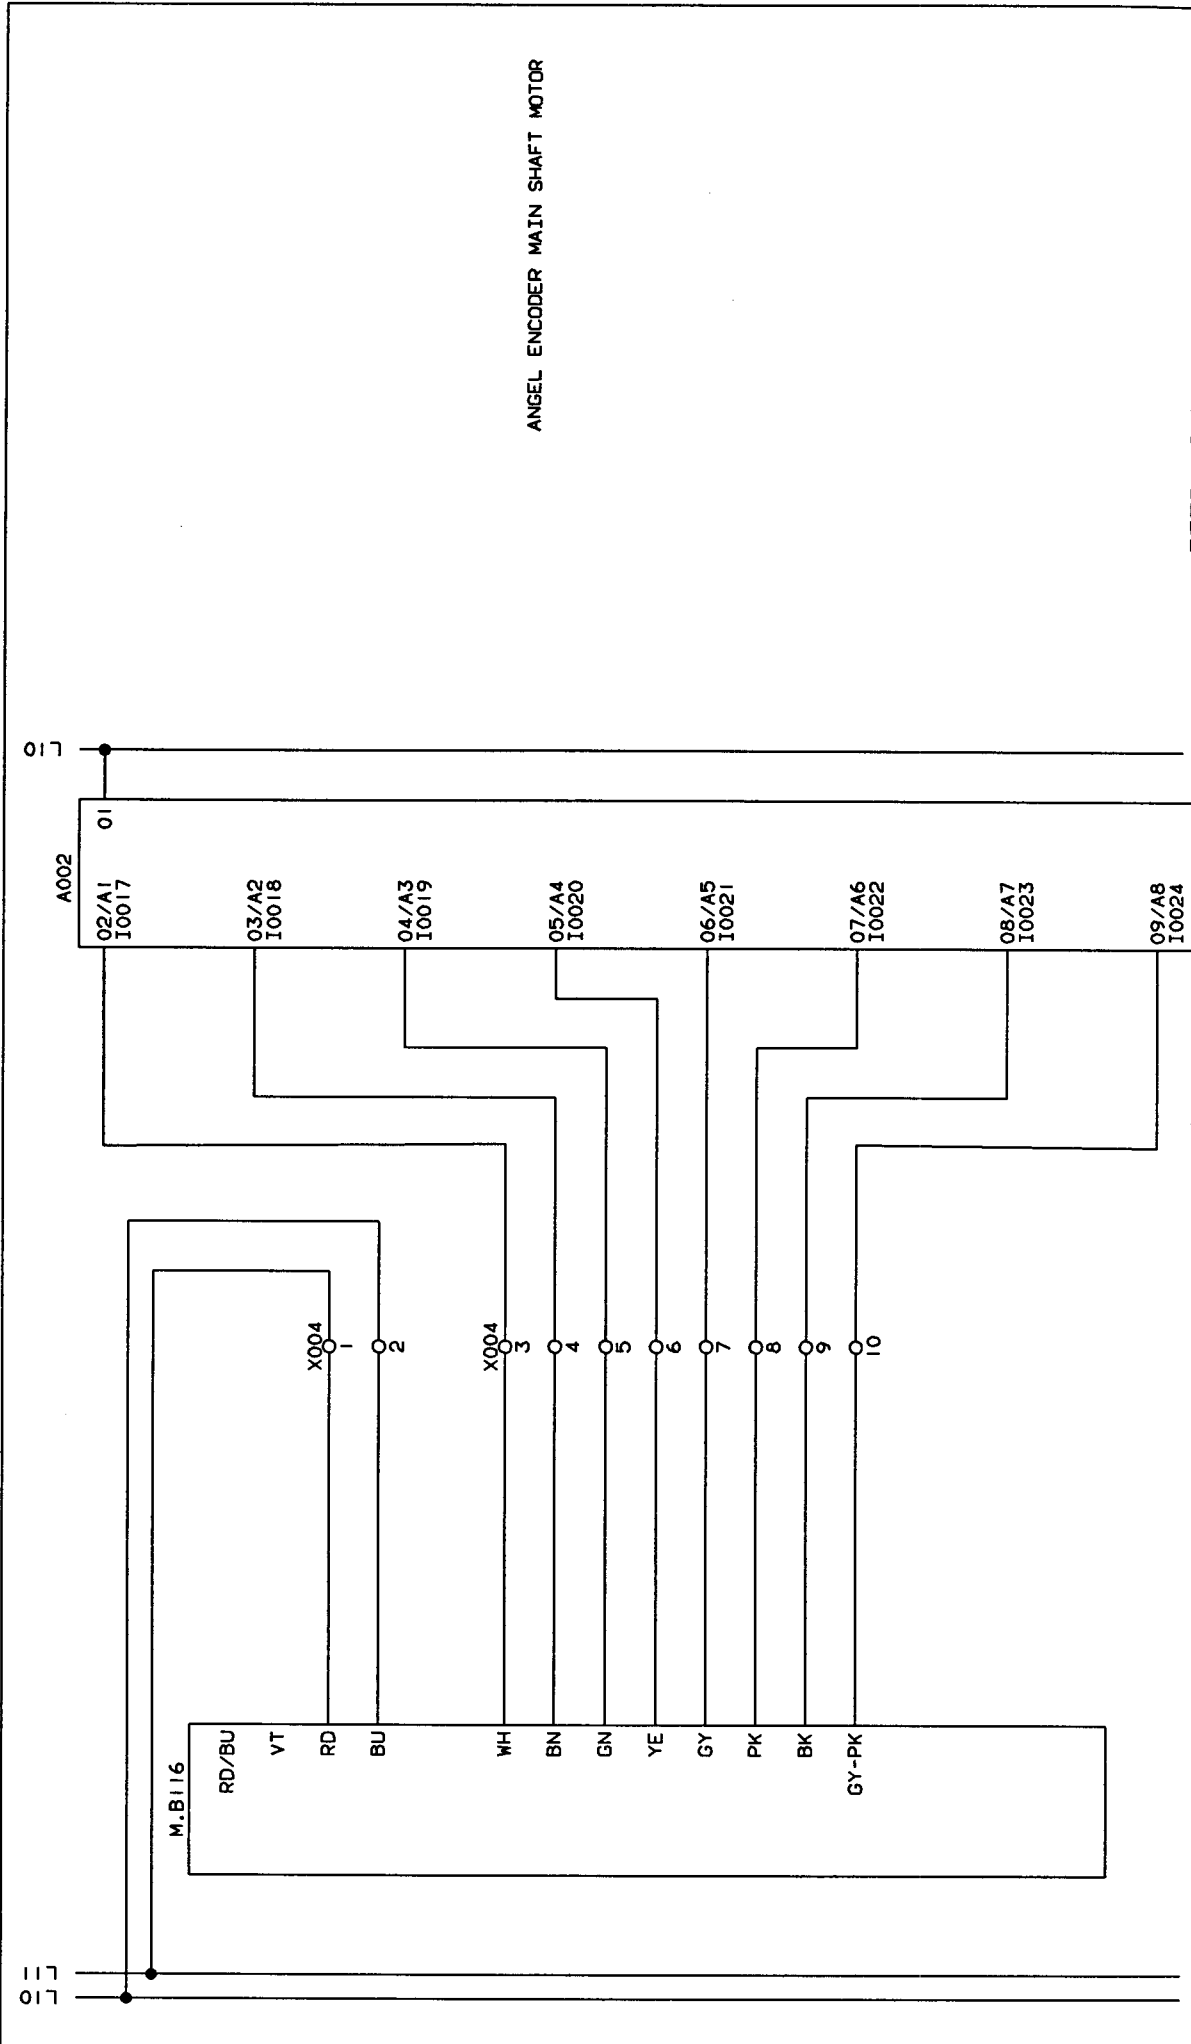 L10
L11
M.B116
RD/BU
VT
RD
BU
WH
BN
GN
YE
GY
PK
BK
GY-PK
X004
1
2
X004
3
4
5
6
7
8
9
10
A002
02/A1
I0017
03/A2
I0018
04/A3
I0019
05/A4
I0020
06/A5
I0021
07/A6
I0022
08/A7
I0023
09/A8
I0024
01
L10
ANGEL ENCODER MAIN SHAFT MOTOR